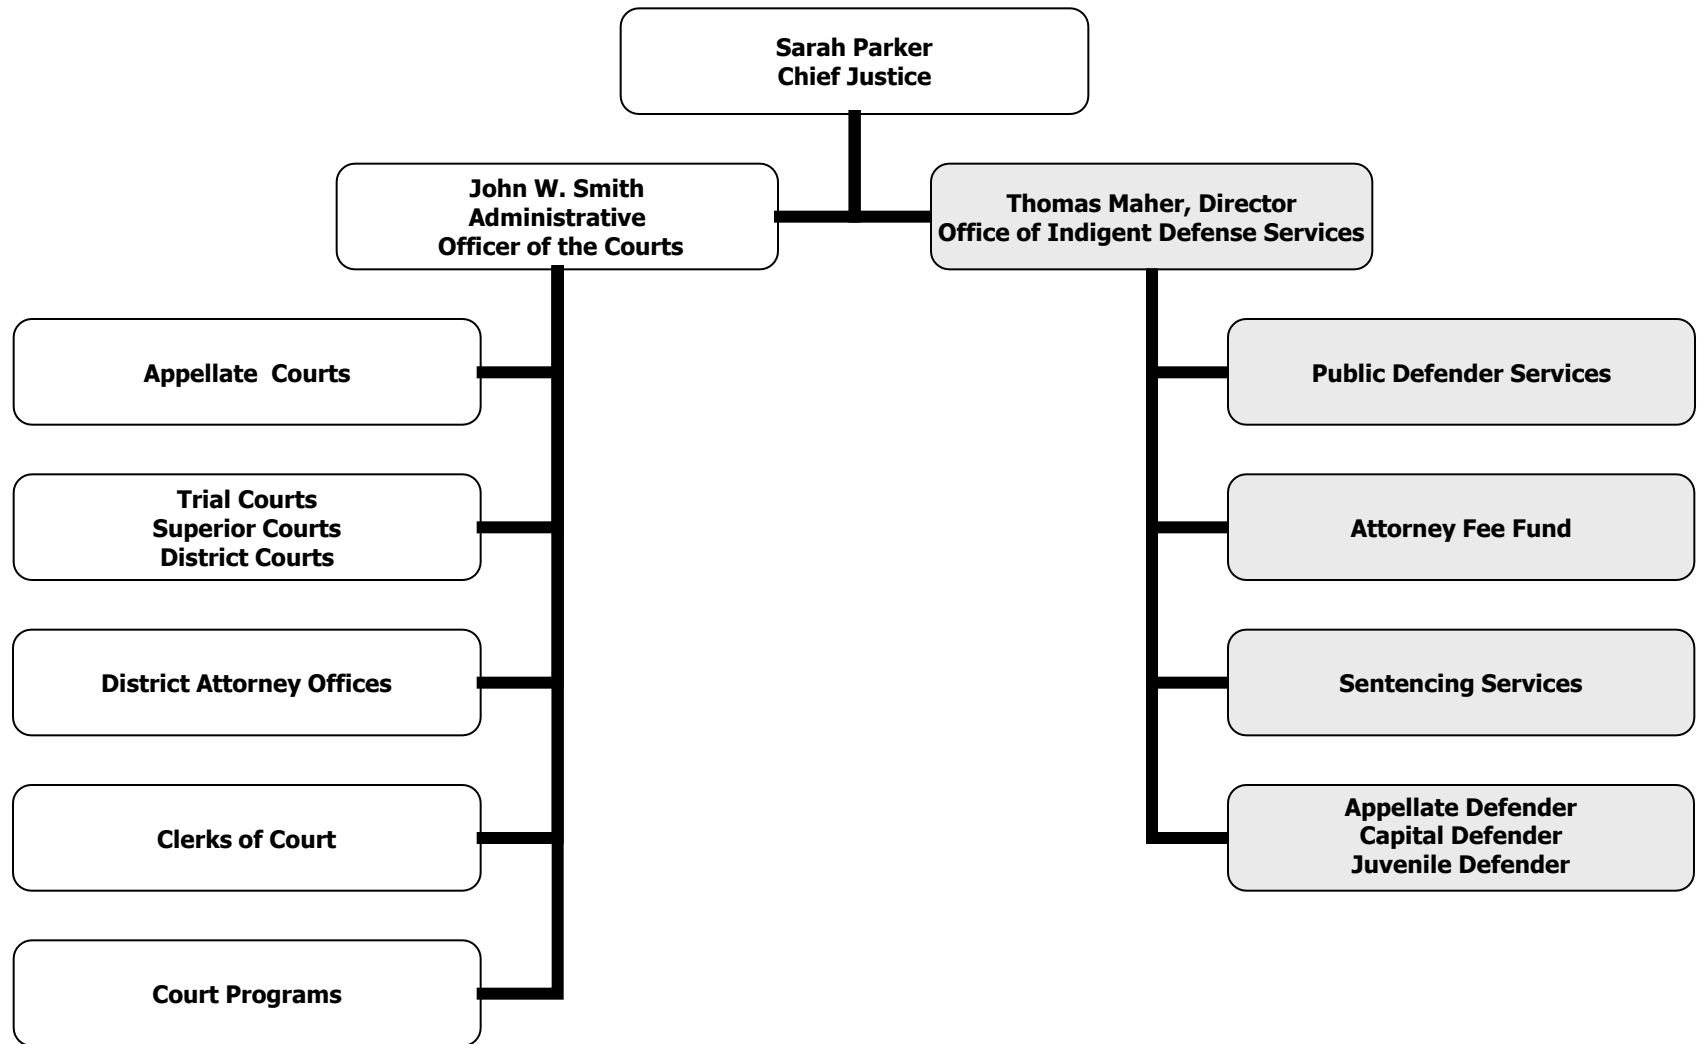 Sarah Parker
Chief Justice
John W. Smith
Administrative
Officer of the Courts
Thomas Maher, Director
Office of Indigent Defense Services
Appellate  Courts
Trial Courts
Superior Courts
District Courts
District Attorney Offices
Clerks of Court
Court Programs
Public Defender Services
Attorney Fee Fund
Sentencing Services
Appellate Defender
Capital Defender
Juvenile Defender